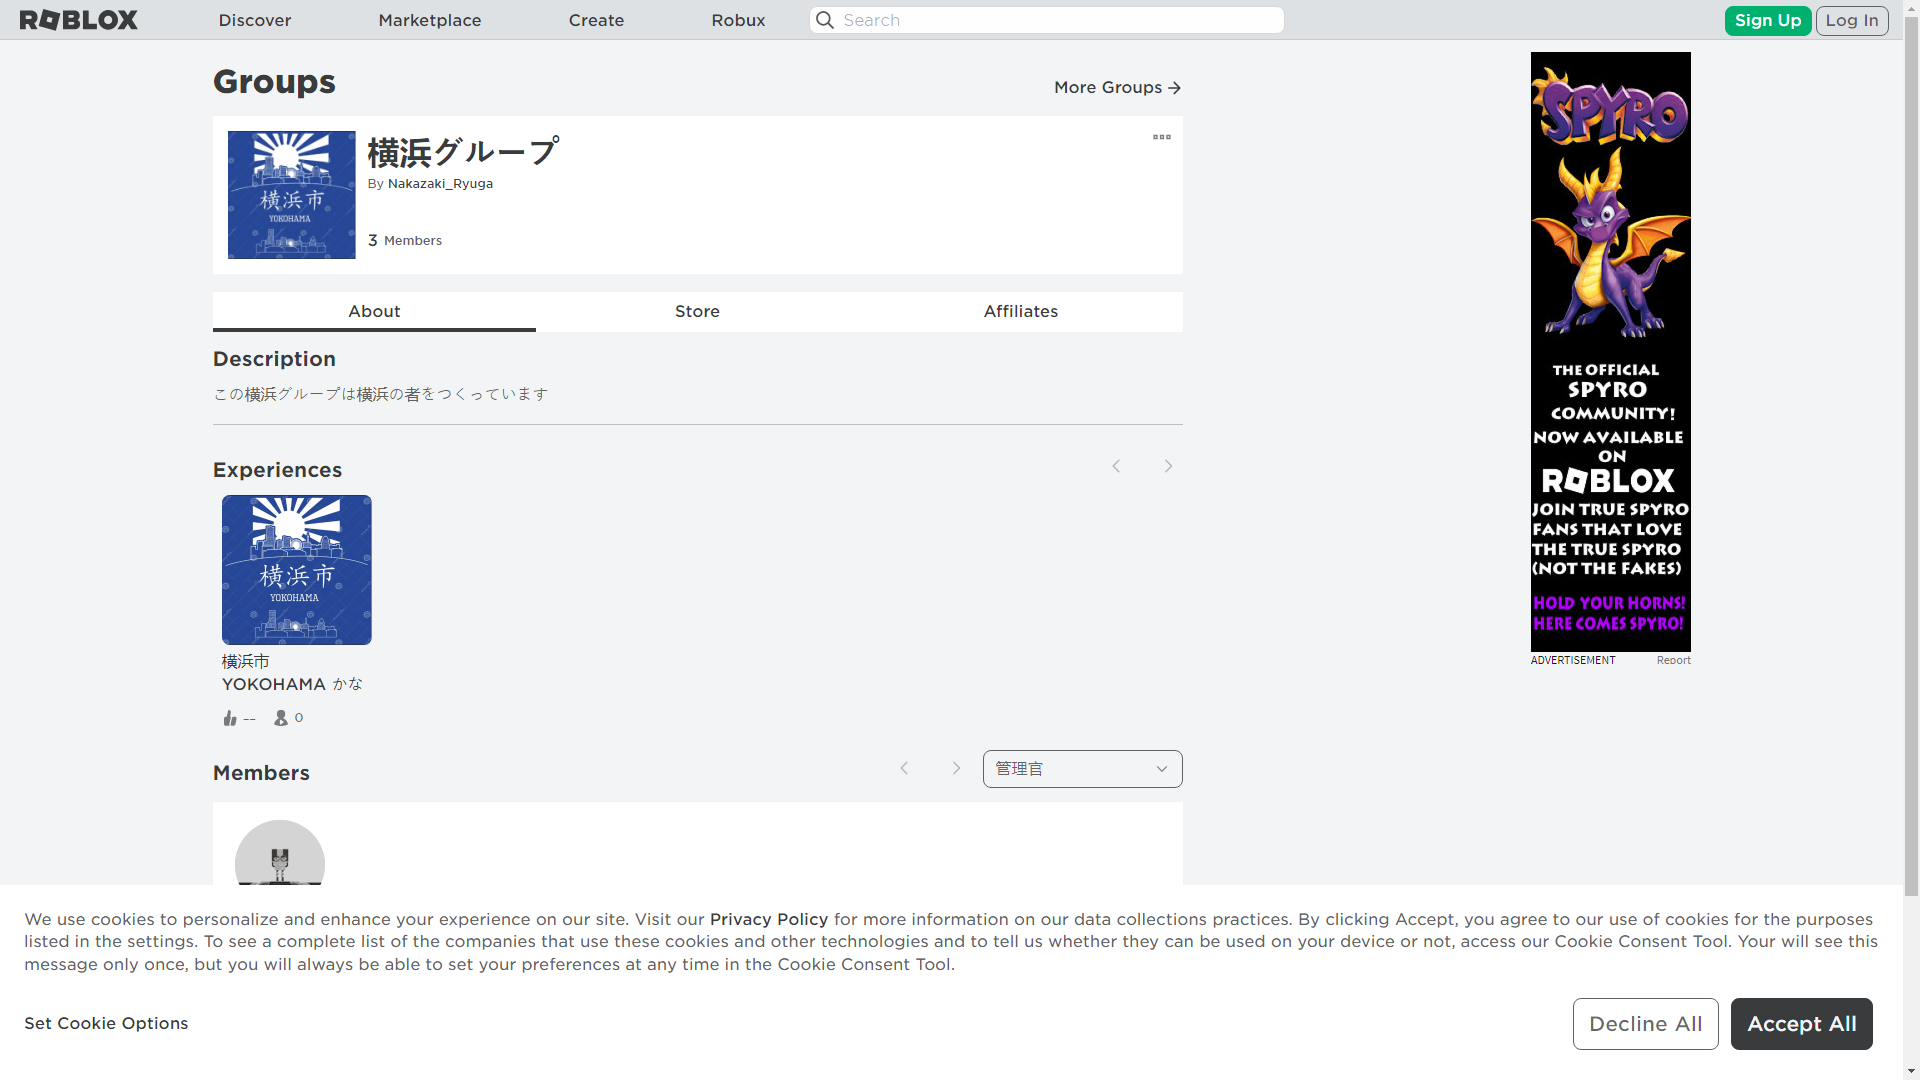 ROBLOX
Discover
Marketplace
Create
Robux
Search
Sign Up
Log In
Groups
More Groups
横浜市
YOKOHAMA
横浜グループ
By Nakazaki_Ryuga
3 Members
About
Store
Affiliates
Description
この横浜グループは横浜の者をつくっています
Experiences
横浜市
YOKOHAMA
横浜市
YOKOHAMA かな
--
0
Members
管理官
SPYRO
THE OFFICIAL
SPYRO
COMMUNITY!
NOW AVAILABLE
ON
ROBLOX
JOIN TRUE SPYRO
FANS THAT LOVE
THE TRUE SPYRO
(NOT THE FAKES)
HOLD YOUR HORNS!
HERE COMES SPYRO!
ADVERTISEMENT
Report
We use cookies to personalize and enhance your experience on our site. Visit our Privacy Policy for more information on our data collections practices. By clicking Accept, you agree to our use of cookies for the purposes
listed in the settings. To see a complete list of the companies that use these cookies and other technologies and to tell us whether they can be used on your device or not, access our Cookie Consent Tool. Your will see this
message only once, but you will always be able to set your preferences at any time in the Cookie Consent Tool.
Set Cookie Options
Decline All
Accept All